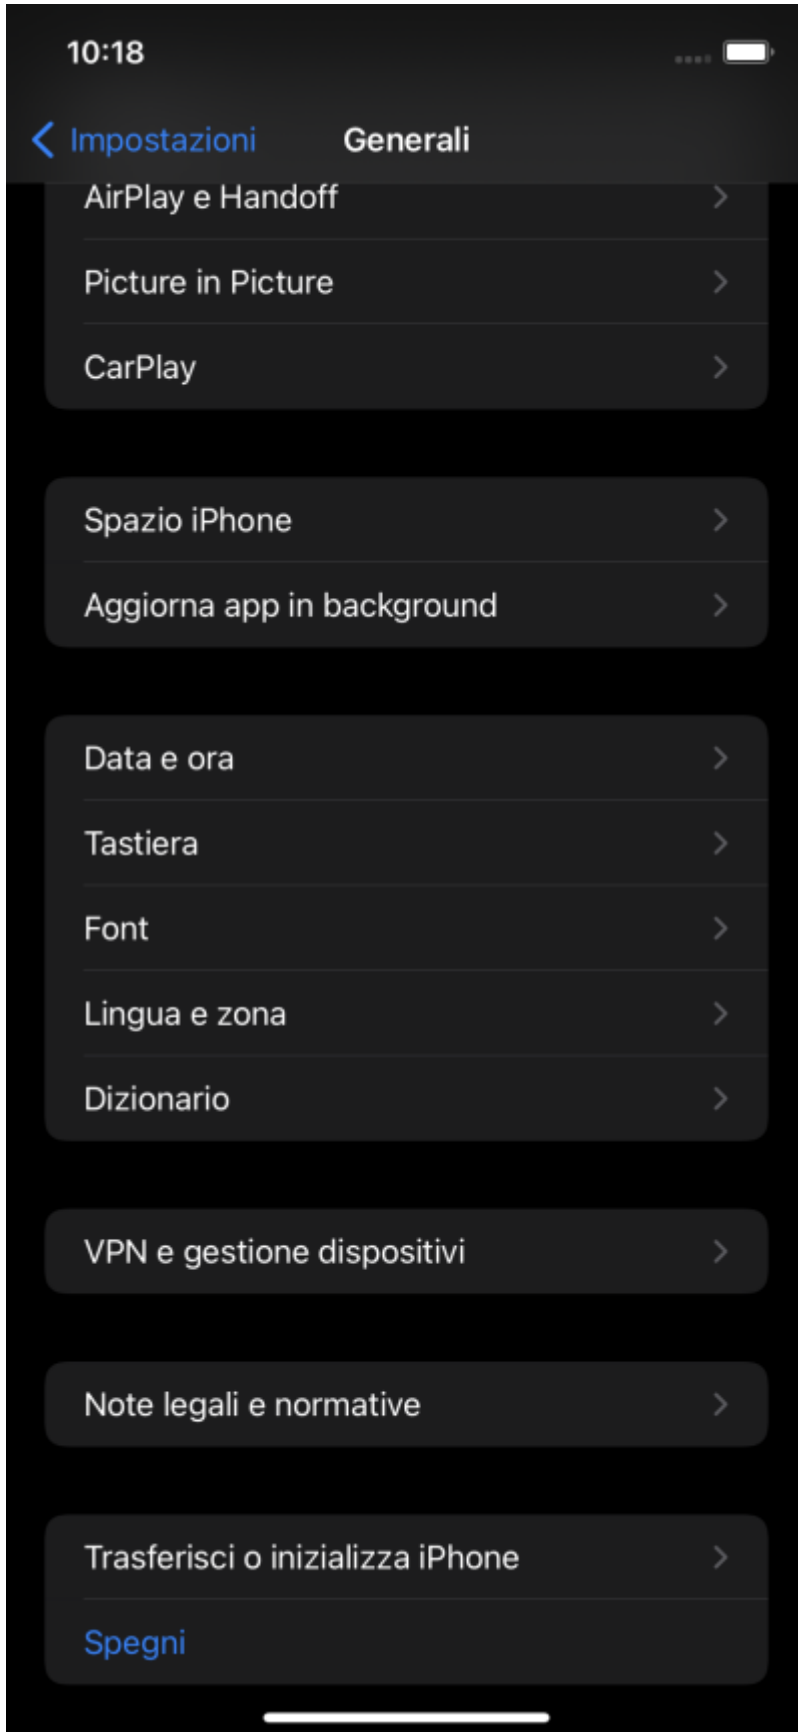 10:18
Impostazioni
Generali
AirPlay e Handoff
Picture in Picture
CarPlay
Spazio iPhone
Aggiorna app in background
Data e ora
Tastiera
Font
Lingua e zona
Dizionario
VPN e gestione dispositivi
Note legali e normative
Trasferisci o inizializza iPhone
Spegni